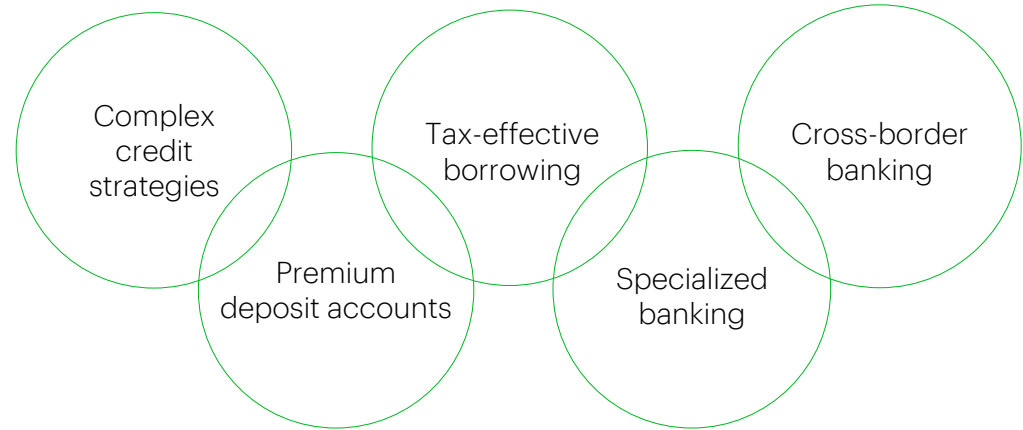 Complex
credit
strategies
Premium
deposit accounts
Tax-effective
borrowing
Specialized
banking
Cross-border
banking